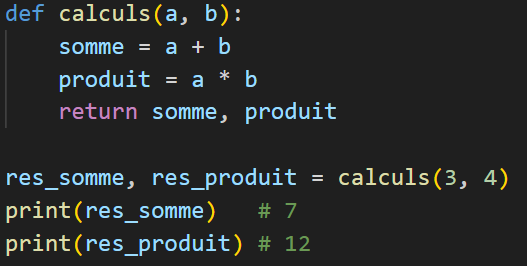 def calculs(a, b):
    somme = a + b
    produit = a * b
    return somme, produit

res_somme, res_produit = calculs(3, 4)
print(res_somme)   # 7
print(res_produit) # 12